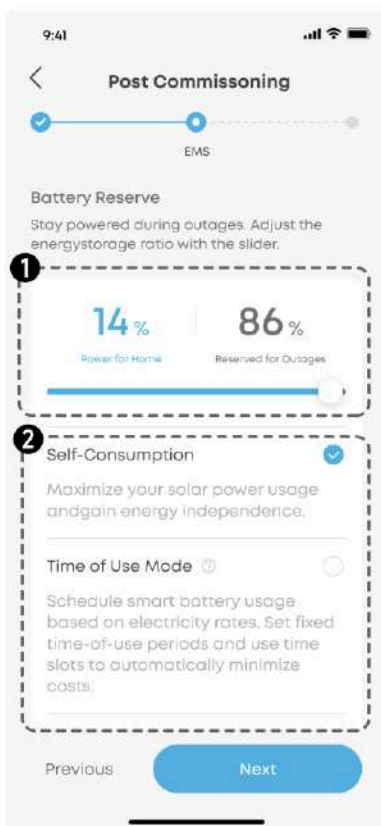 9:41
Post Commissoning
EMS
Battery Reserve
Stay powered during outages. Adjust the
energystorage ratio with the slider.
1
14 % 86 %
Power for Home Reserved for Outages
2
Self-Consumption
Maximize your solar power usage
andgain energy independence.
Time of Use Mode ?
Schedule smart battery usage
based on electricity rates. Set fixed
time-of-use periods and use time
slots to automatically minimize
costs.
Previous Next